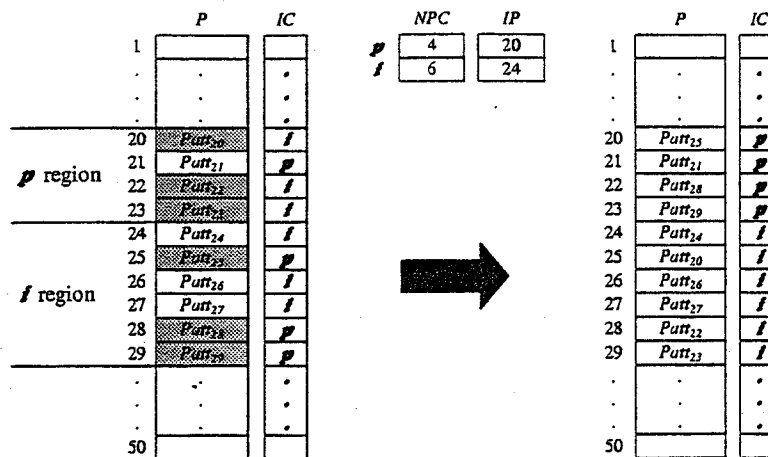 P IC NPC IP P IC
1 p 4 20 1
i 6 24
20 Patt20 i 20 Patt25 p
21 Patt21 p 21 Patt21 p
p region 22 Patt22 i 22 Patt28 p
23 Patt23 i 23 Patt29 p
24 Patt24 i 24 Patt24 i
25 Patt25 p 25 Patt20 i
i region 26 Patt26 i 26 Patt26 i
27 Patt27 i 27 Patt27 i
28 Patt28 p 28 Patt22 i
29 Patt29 p 29 Patt23 i
50 50